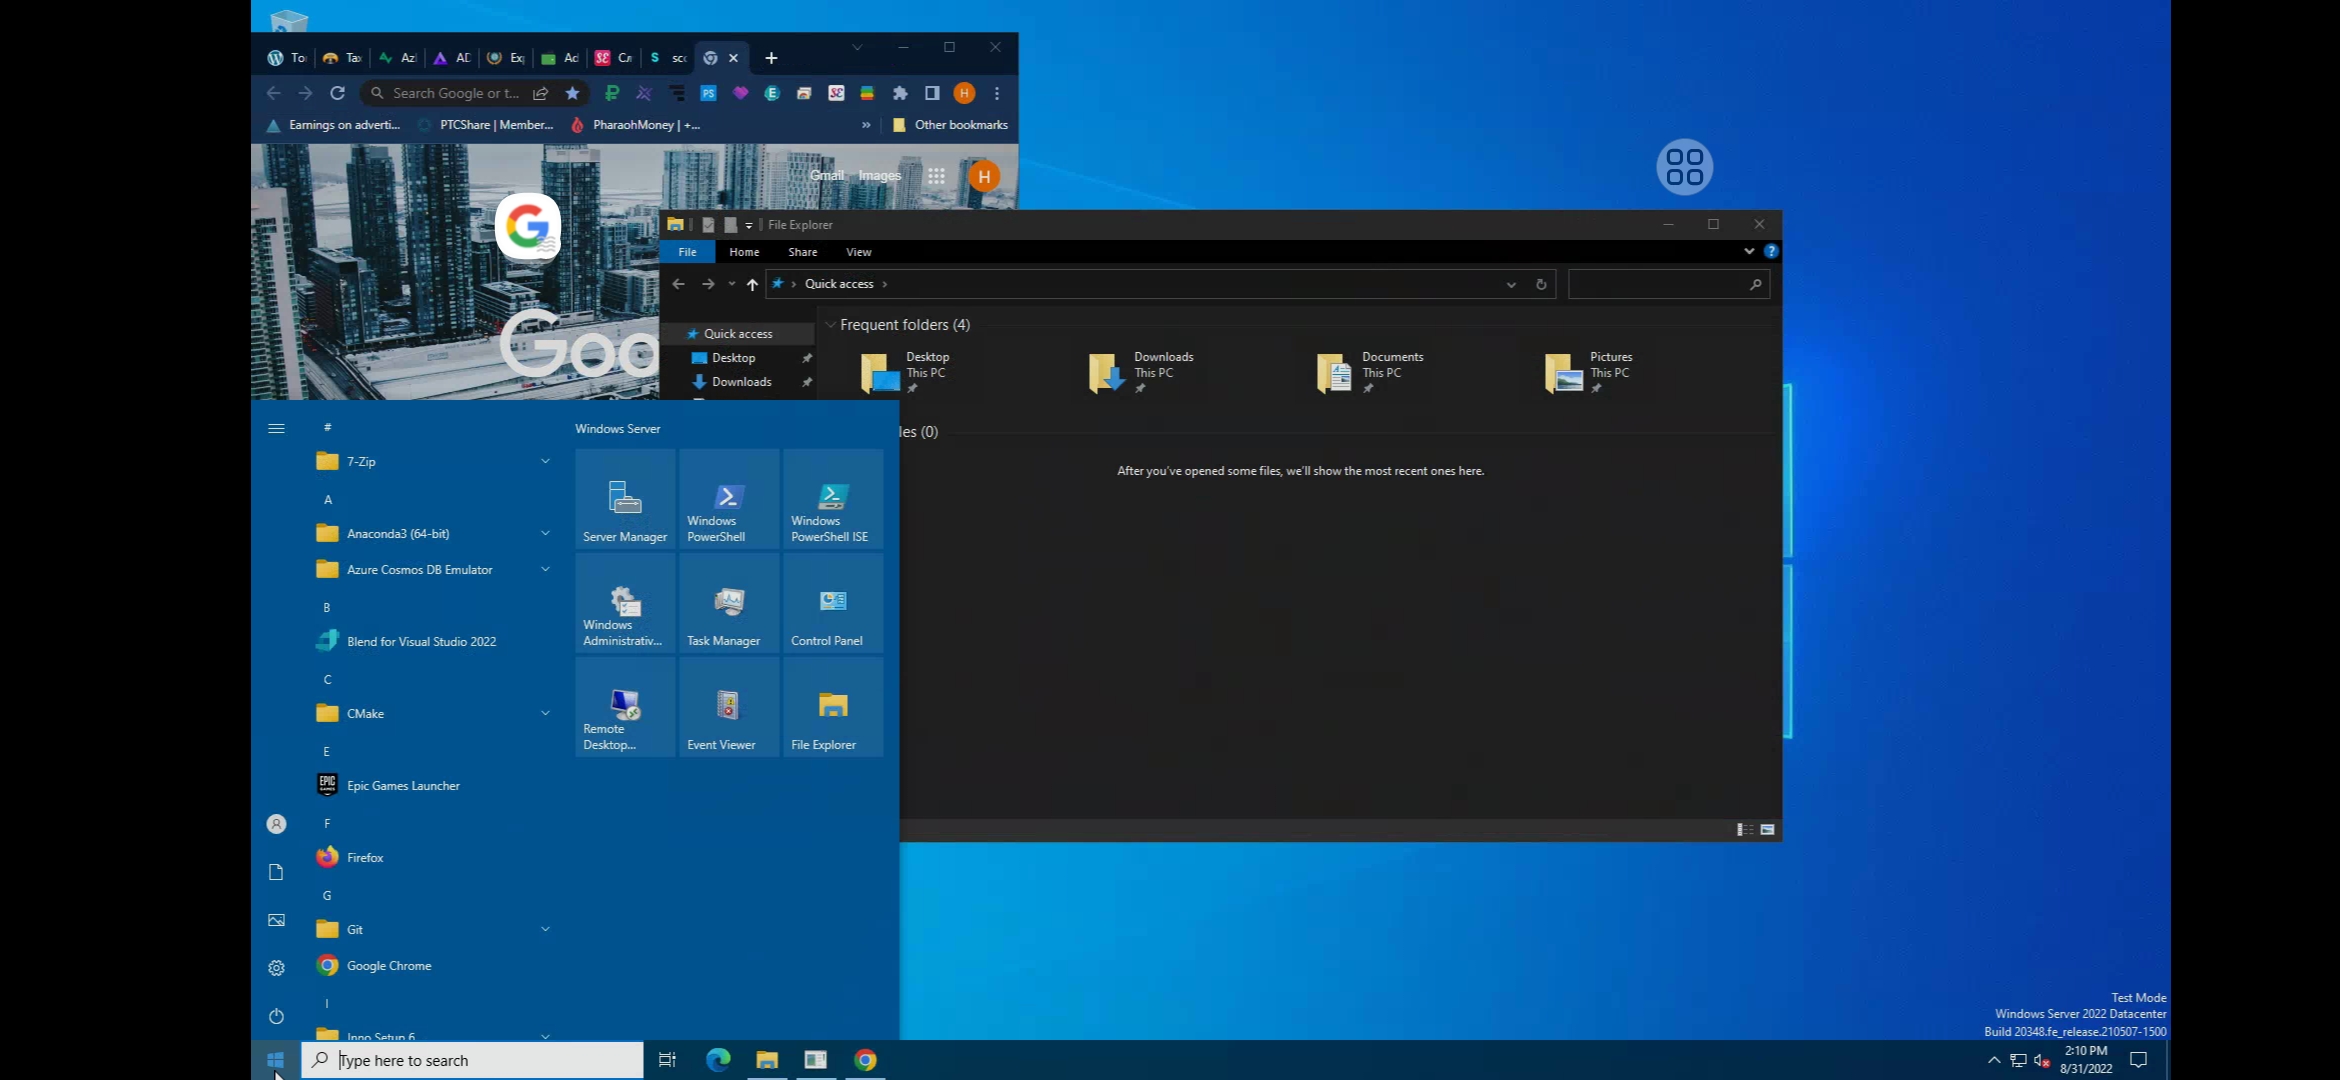 To
Tax
Az
AD
Exp
Ad
Сл
sc
Search Google or t...
PS
E
H
Earnings on adverti...
PTCShare | Member...
PharaohMoney | +...
»
Other bookmarks
Gmail
Images
H
Goo
File Explorer
File
Home
Share
View
Quick access
Quick access
Desktop
Downloads
Frequent folders (4)
Desktop
This PC
Downloads
This PC
Documents
This PC
Pictures
This PC
les (0)
After you've opened some files, we'll show the most recent ones here.
#
7-Zip
A
Anaconda3 (64-bit)
Azure Cosmos DB Emulator
B
Blend for Visual Studio 2022
C
CMake
E
Epic Games Launcher
F
Firefox
G
Git
Google Chrome
I
Inno Setup 6
Windows Server
Server Manager
Windows
PowerShell
Windows
PowerShell ISE
Windows
Administrativ...
Task Manager
Control Panel
Remote
Desktop...
Event Viewer
File Explorer
Test Mode
Windows Server 2022 Datacenter
Build 20348.fe_release.210507-1500
Type here to search
2:10 PM
8/31/2022